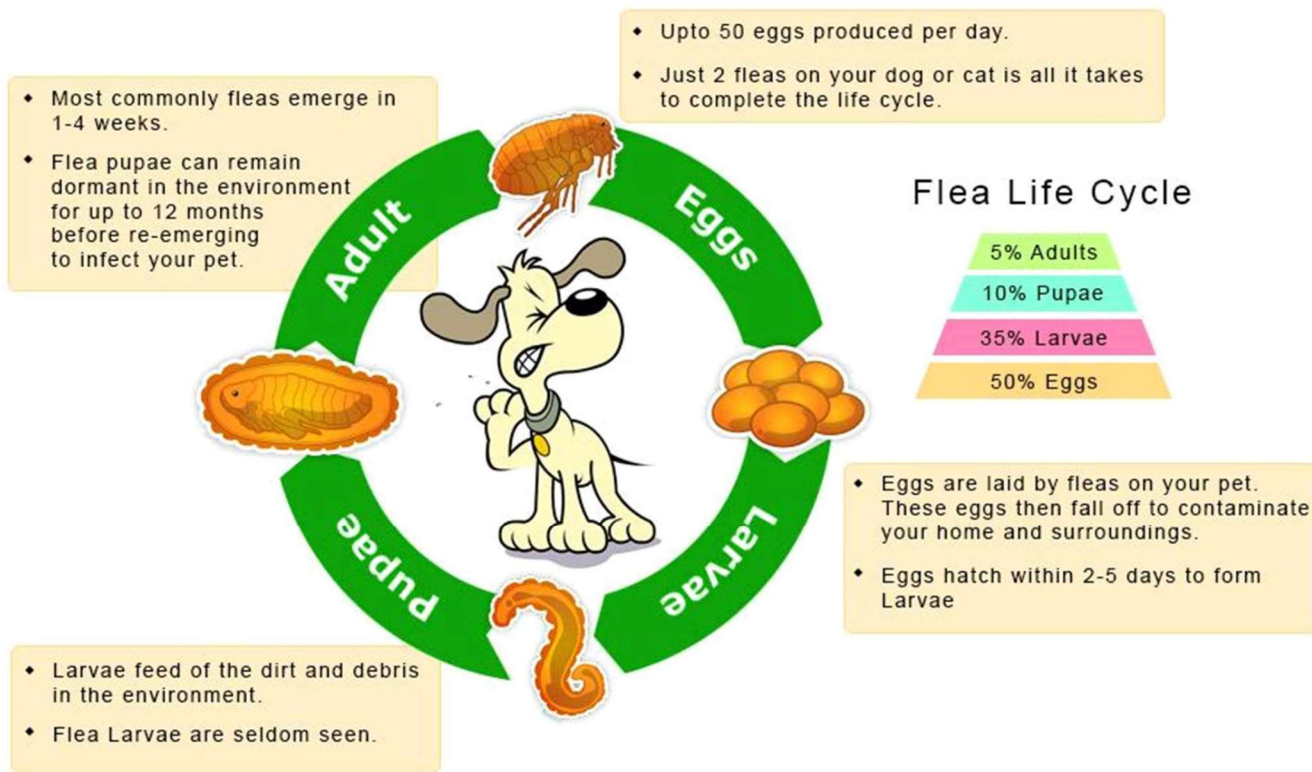 ◆ Upto 50 eggs produced per day.
◆ Just 2 fleas on your dog or cat is all it takes
to complete the life cycle.
◆ Most commonly fleas emerge in
1-4 weeks.
◆ Flea pupae can remain
dormant in the environment
for up to 12 months
before re-emerging
to infect your pet.
Adult
Eggs
Larvae
Pupae
Flea Life Cycle
5% Adults
10% Pupae
35% Larvae
50% Eggs
◆ Eggs are laid by fleas on your pet.
These eggs then fall off to contaminate
your home and surroundings.
◆ Eggs hatch within 2-5 days to form
Larvae
◆ Larvae feed of the dirt and debris
in the environment.
◆ Flea Larvae are seldom seen.